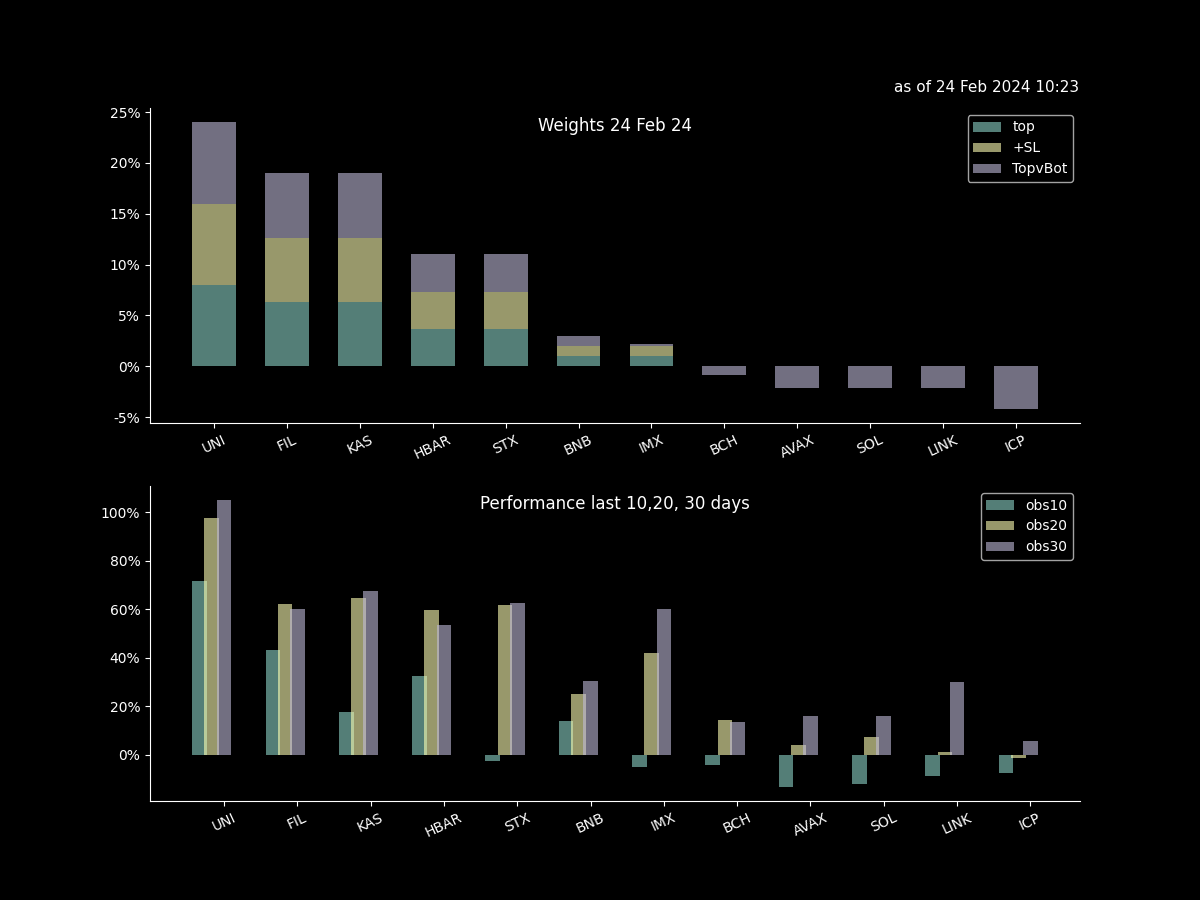 as of 24 Feb 2024 10:23
Weights 24 Feb 24
top
+SL
TopvBot
25%
20%
15%
10%
5%
0%
-5%
UNI FIL KAS HBAR STX BNB IMX BCH AVAX SOL LINK ICP
Performance last 10,20, 30 days
obs10
obs20
obs30
100%
80%
60%
40%
20%
0%
UNI FIL KAS HBAR STX BNB IMX BCH AVAX SOL LINK ICP